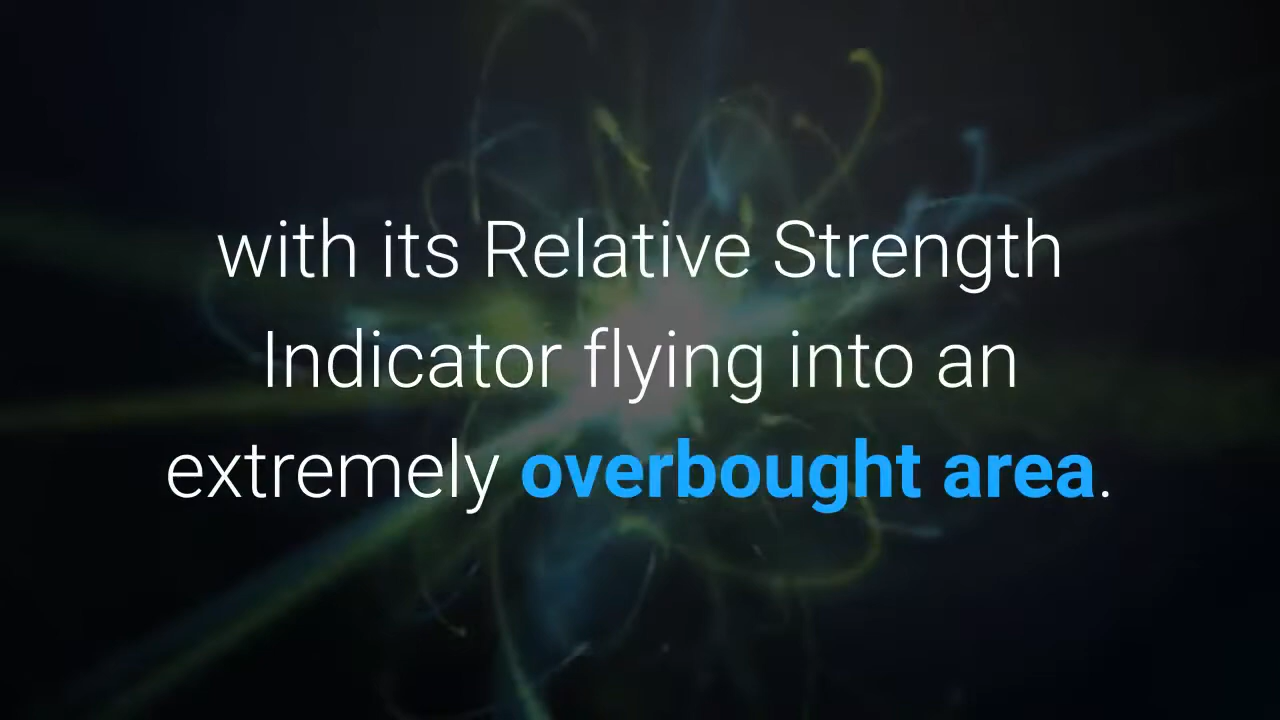 with its Relative Strength
Indicator flying into an
extremely overbought area.